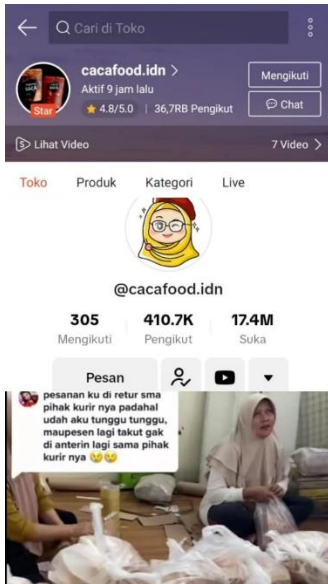 Cari di Toko
cacafood.idn >
Aktif 9 jam lalu
4.8/5.0 | 36,7RB Pengikut
Mengikuti
Chat
Star
Lihat Video
7 Video >
Toko Produk Kategori Live
@cacafood.idn
305 410.7K 17.4M
Mengikuti Pengikut Suka
Pesan
pesanan ku di retur sma
pihak kurir nya padahal
udah aku tunggu tunggu,
maupesen lagi takut gak
di anterin lagi sama pihak
kurir nya 😢😢